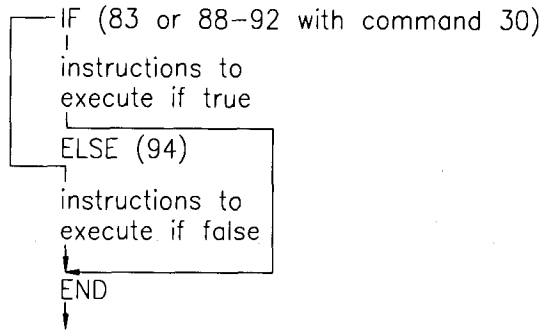 IF (83 or 88-92 with command 30)
instructions to
execute if true
ELSE (94)
instructions to
execute if false
END